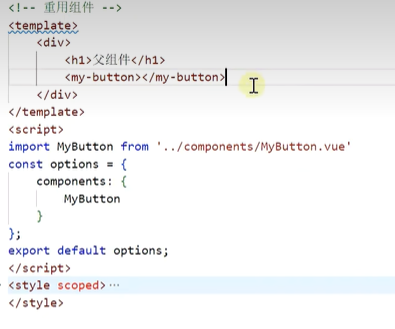 <!-- 重用组件 -->
<template>
    <div>
        <h1>父组件</h1>
        <my-button></my-button>
    </div>
</template>
<script>
import MyButton from '../components/MyButton.vue'
const options = {
    components: {
        MyButton
    }
};
export default options;
</script>
<style scoped>…
</style>